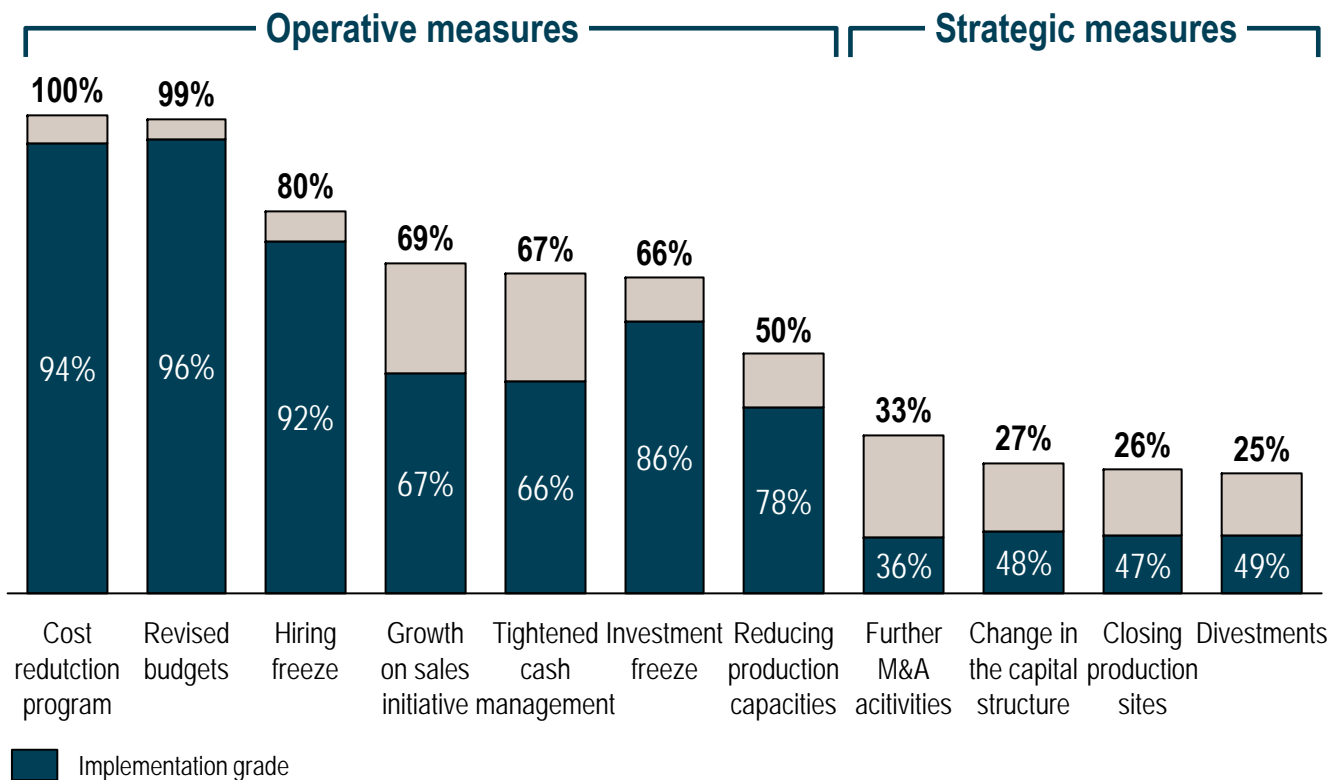 Operative measures
Strategic measures
100%
99%
80%
69%
67%
66%
50%
33%
27%
26%
25%
94%
96%
92%
67%
66%
86%
78%
36%
48%
47%
49%
Cost
redutction
program
Revised
budgets
Hiring
freeze
Growth
on sales
initiative
Tightened
cash
management
Investment
freeze
Reducing
production
capacities
Further
M&A
acitivities
Change in
the capital
structure
Closing
production
sites
Divestments
Implementation grade